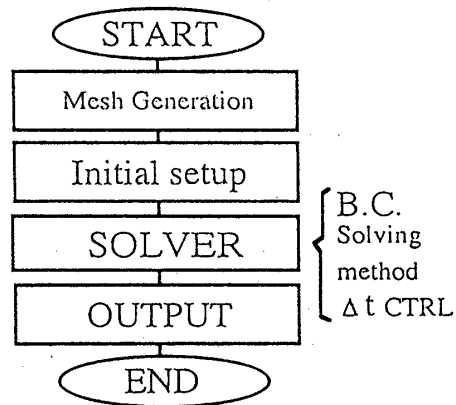 START
Mesh Generation
Initial setup
SOLVER
OUTPUT
END
B.C.
Solving
method
Δt CTRL